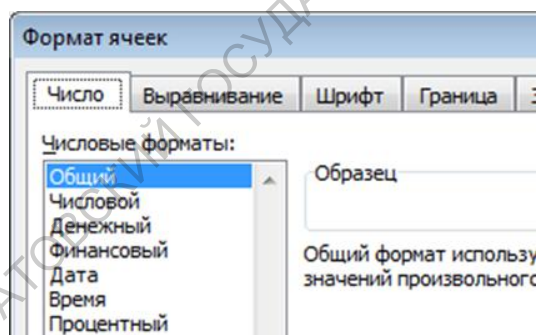 Формат ячеек
Число Выравнивание Шрифт Граница
Числовые форматы:
Общий
Числовой
Денежный
Финансовый
Дата
Время
Процентный
Образец
Общий формат использу
значений произвольного